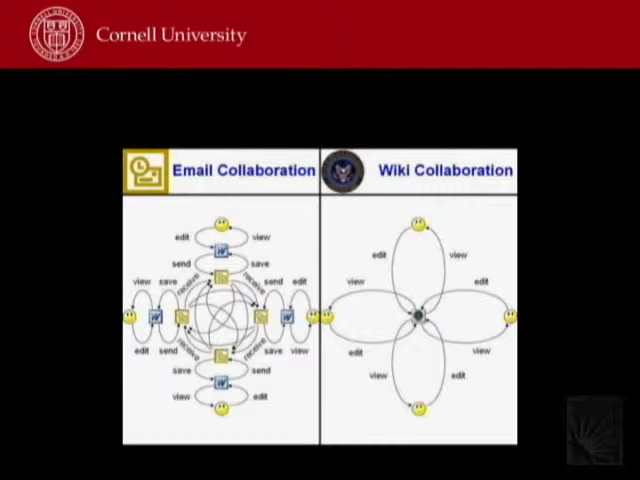 Cornell University
Email Collaboration
Wiki Collaboration
edit
view
send
save
receive
receive
view
save
send
edit
edit
send
save
view
receive
receive
save
send
view
edit
edit
view
view
edit
edit
view
view
edit